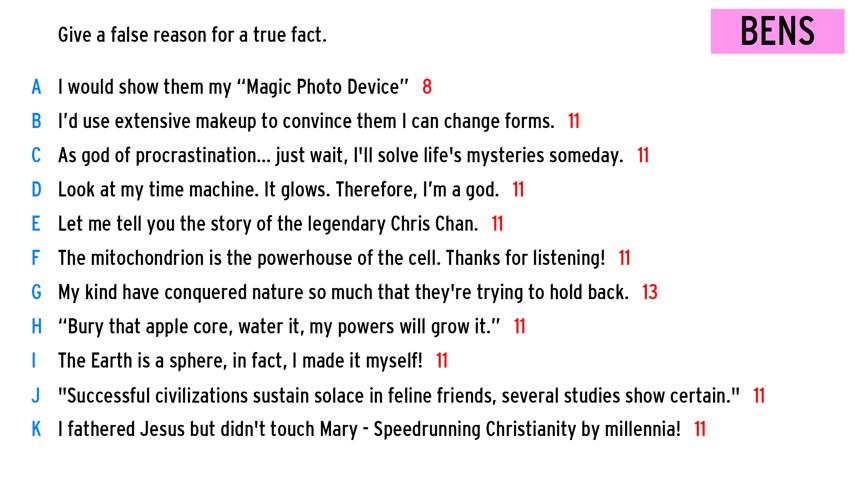 Give a false reason for a true fact.
BENS
A I would show them my “Magic Photo Device” 8
B I’d use extensive makeup to convince them I can change forms. 11
C As god of procrastination... just wait, I'll solve life's mysteries someday. 11
D Look at my time machine. It glows. Therefore, I’m a god. 11
E Let me tell you the story of the legendary Chris Chan. 11
F The mitochondrion is the powerhouse of the cell. Thanks for listening! 11
G My kind have conquered nature so much that they're trying to hold back. 13
H “Bury that apple core, water it, my powers will grow it.” 11
I The Earth is a sphere, in fact, I made it myself! 11
J "Successful civilizations sustain solace in feline friends, several studies show certain." 11
K I fathered Jesus but didn't touch Mary - Speedrunning Christianity by millennia! 11